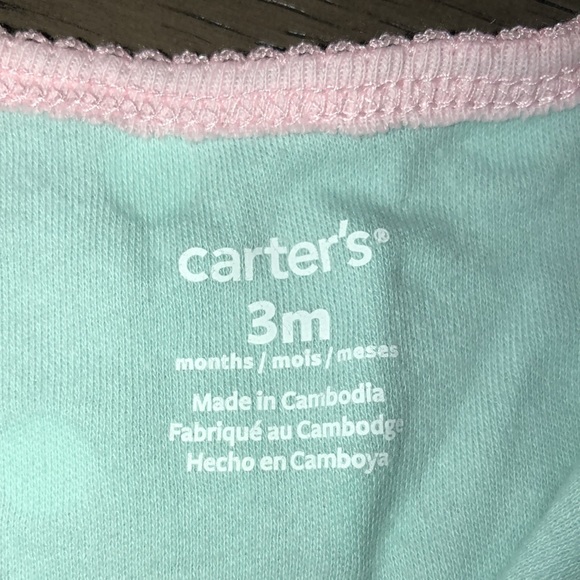 carter's®
3m
months / mois / meses
Made in Cambodia
Fabriqué au Cambodge
Hecho en Camboya